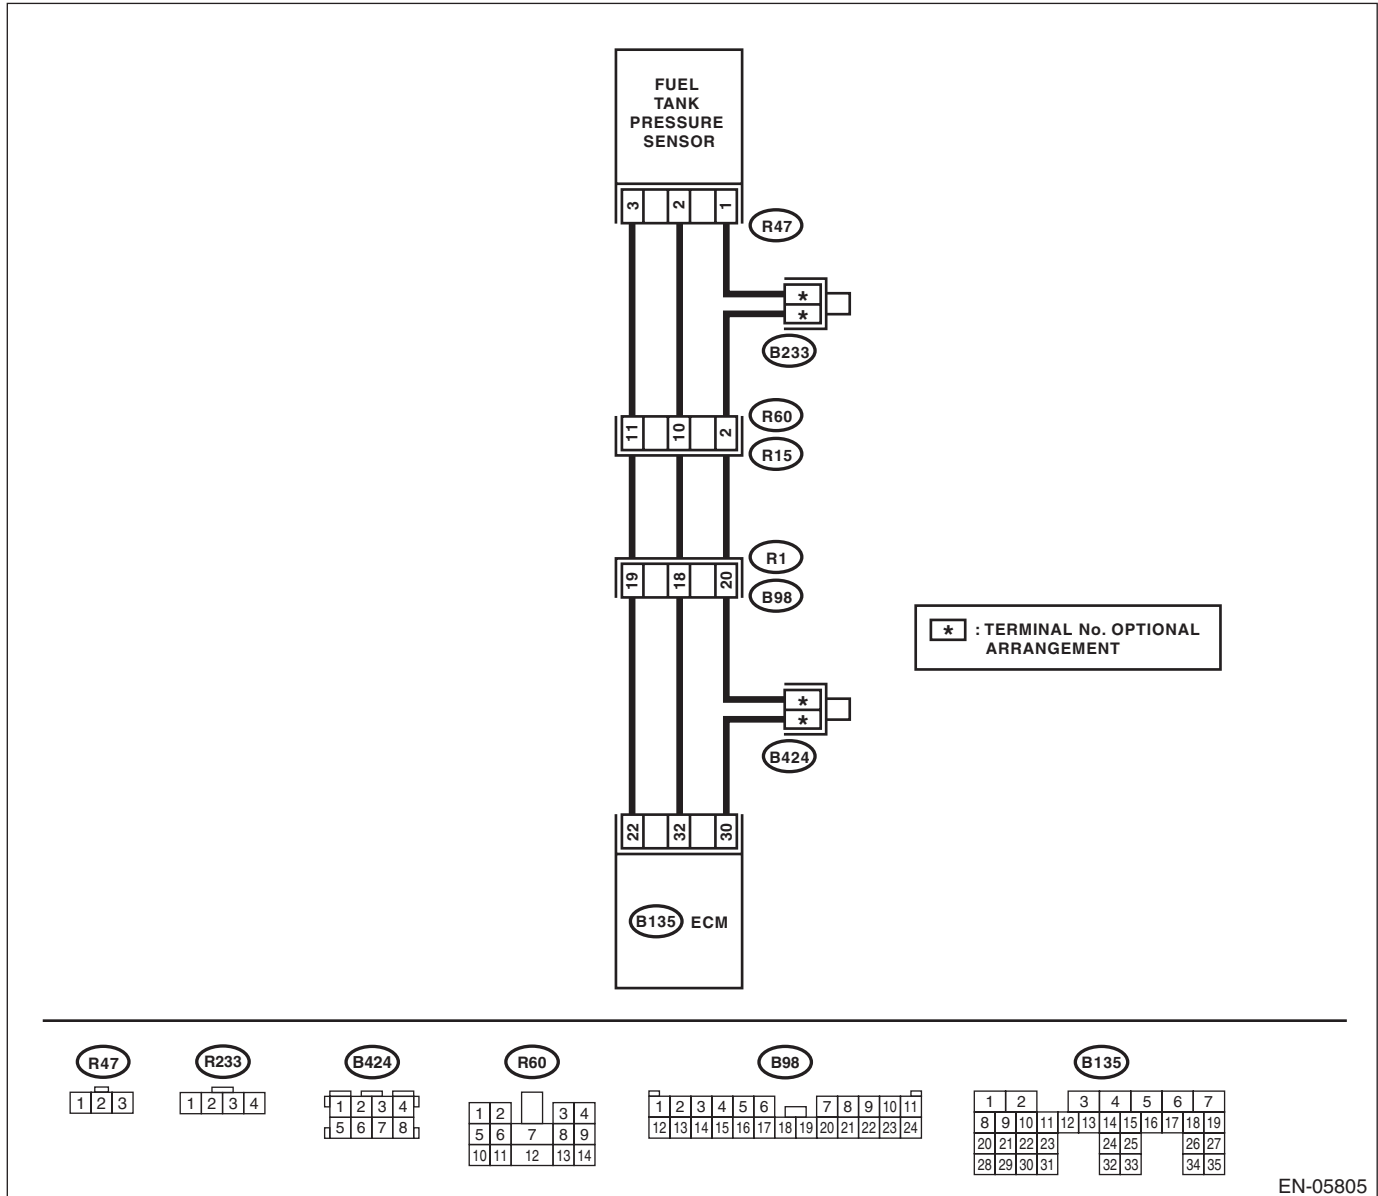 FUEL
TANK
PRESSURE
SENSOR
3 2 1
R47
*
*
B233
R60
11 10 2
R15
R1
19 18 20
B98
* : TERMINAL No. OPTIONAL
ARRANGEMENT
*
*
B424
22 32 30
B135 ECM
R47 R233 B424 R60 B98 B135
1 2 3
1 2 3 4
1 2 3 4
5 6 7 8
1 2 3 4
5 6 7 8 9
10 11 12 13 14
1 2 3 4 5 6 7 8 9 10 11
12 13 14 15 16 17 18 19 20 21 22 23 24
1 2 3 4 5 6 7
8 9 10 11 12 13 14 15 16 17 18 19
20 21 22 23 24 25 26 27
28 29 30 31 32 33 34 35
EN-05805